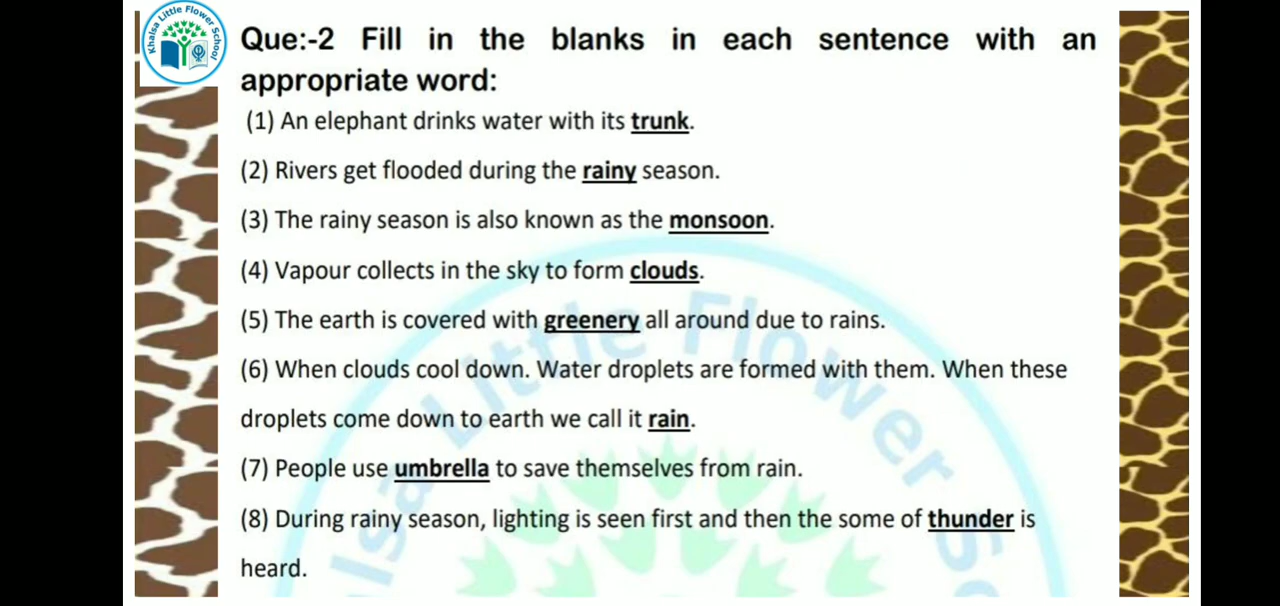 Khalsa Little Flower School
Que:-2 Fill in the blanks in each sentence with an
appropriate word:
(1) An elephant drinks water with its trunk.
(2) Rivers get flooded during the rainy season.
(3) The rainy season is also known as the monsoon.
(4) Vapour collects in the sky to form clouds.
(5) The earth is covered with greenery all around due to rains.
(6) When clouds cool down. Water droplets are formed with them. When these
droplets come down to earth we call it rain.
(7) People use umbrella to save themselves from rain.
(8) During rainy season, lighting is seen first and then the some of thunder is
heard.